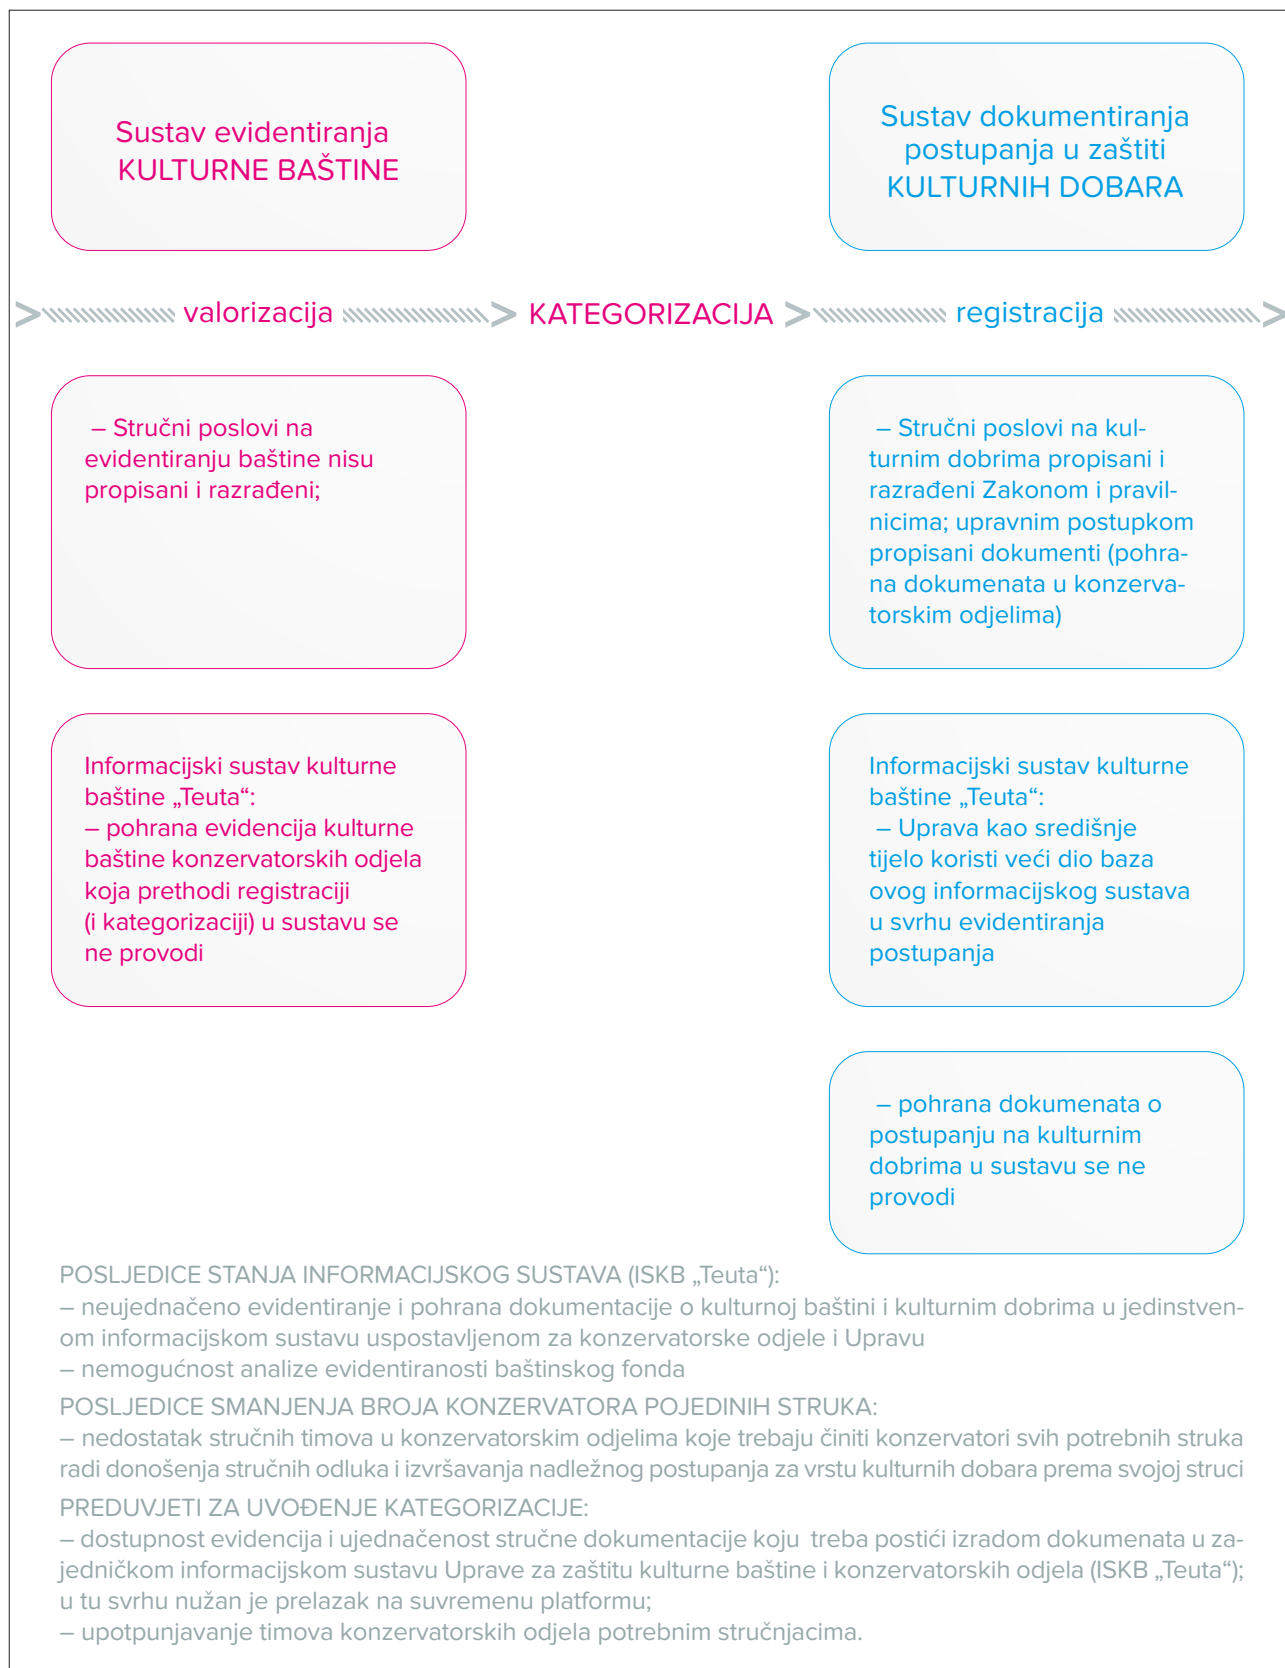 Sustav evidentiranja
KULTURNE BAŠTINE
Sustav dokumentiranja
postupanja u zaštiti
KULTURNIH DOBARA
valorizacija
KATEGORIZACIJA
registracija
– Stručni poslovi na
evidentiranju baštine nisu
propisani i razrađeni;
– Stručni poslovi na kul-
turnim dobrima propisani i
razrađeni Zakonom i pravil-
nicima; upravnim postupkom
propisani dokumenti (pohra-
na dokumenata u konzerva-
torskim odjelima)
Informacijski sustav kulturne
baštine „Teuta“:
– pohrana evidencija kulturne
baštine konzervatorskih odjela
koja prethodi registraciji
(i kategorizaciji) u sustavu se
ne provodi
Informacijski sustav kulturne
baštine „Teuta“:
– Uprava kao središnje
tijelo koristi veći dio baza
ovog informacijskog sustava
u svrhu evidentiranja
postupanja
– pohrana dokumenata o
postupanju na kulturnim
dobrima u sustavu se ne
provodi
POSLJEDICE STANJA INFORMACIJSKOG SUSTAVA (ISKB „Teuta“):
– neujednačeno evidentiranje i pohrana dokumentacije o kulturnoj baštini i kulturnim dobrima u jedinstven-
om informacijskom sustavu uspostavljenom za konzervatorske odjele i Upravu
– nemogućnost analize evidentiranosti baštinskog fonda
POSLJEDICE SMANJENJA BROJA KONZERVATORA POJEDINIH STRUKA:
– nedostatak stručnih timova u konzervatorskim odjelima koje trebaju činiti konzervatori svih potrebnih struka
radi donošenja stručnih odluka i izvršavanja nadležnog postupanja za vrstu kulturnih dobara prema svojoj struci
PREDUVJETI ZA UVOĐENJE KATEGORIZACIJE:
– dostupnost evidencija i ujednačenost stručne dokumentacije koju treba postići izradom dokumenata u za-
jedničkom informacijskom sustavu Uprave za zaštitu kulturne baštine i konzervatorskih odjela (ISKB „Teuta“);
u tu svrhu nužan je prelazak na suvremenu platformu;
– upotpunjavanje timova konzervatorskih odjela potrebnim stručnjacima.